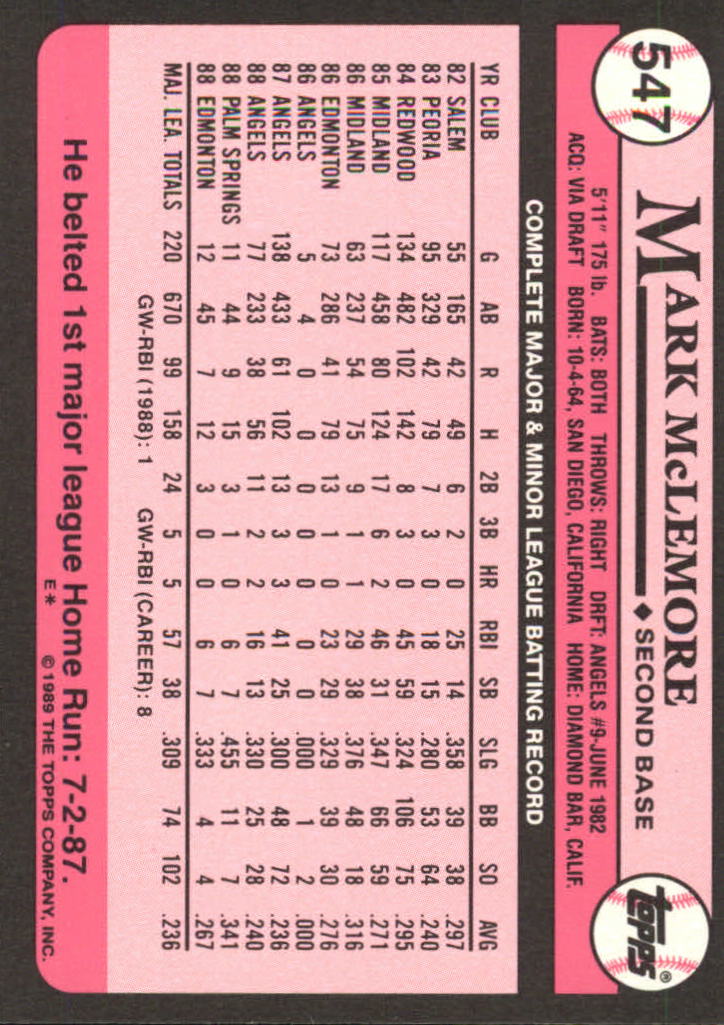 547
MARK McLEMORE ♦ SECOND BASE
topps®
5'11" 175 lb. BATS: BOTH THROWS: RIGHT DRFT: ANGELS #9-JUNE 1982
ACQ: VIA DRAFT BORN: 10-4-64, SAN DIEGO, CALIFORNIA HOME: DIAMOND BAR, CALIF.
COMPLETE MAJOR & MINOR LEAGUE BATTING RECORD
YR CLUB G AB R H 2B 3B HR RBI SB SLG BB SO AVG
82 SALEM 55 165 42 49 6 2 0 25 14 .358 39 38 .297
83 PEORIA 95 329 42 79 7 3 0 18 15 .280 53 64 .240
84 REDWOOD 134 482 102 142 8 3 0 45 59 .324 106 75 .295
85 MIDLAND 117 458 80 124 17 6 2 46 31 .347 66 59 .271
86 MIDLAND 63 237 54 75 9 1 1 29 38 .376 48 18 .316
86 EDMONTON 73 286 41 79 13 1 0 23 29 .329 39 30 .276
86 ANGELS 5 4 0 0 0 0 0 0 0 .000 1 2 .000
87 ANGELS 138 433 61 102 13 3 3 41 25 .300 48 72 .236
88 ANGELS 77 233 38 56 11 2 2 16 13 .330 25 28 .240
88 PALM SPRINGS 11 44 9 15 3 1 0 6 7 .455 11 7 .341
88 EDMONTON 12 45 7 12 3 0 0 6 7 .333 4 4 .267
MAJ. LEA. TOTALS 220 670 99 158 24 5 5 57 38 .309 74 102 .236
GW-RBI (1988): 1 GW-RBI (CAREER): 8
He belted 1st major league Home Run: 7-2-87.
E* ©1989 THE TOPPS COMPANY, INC.